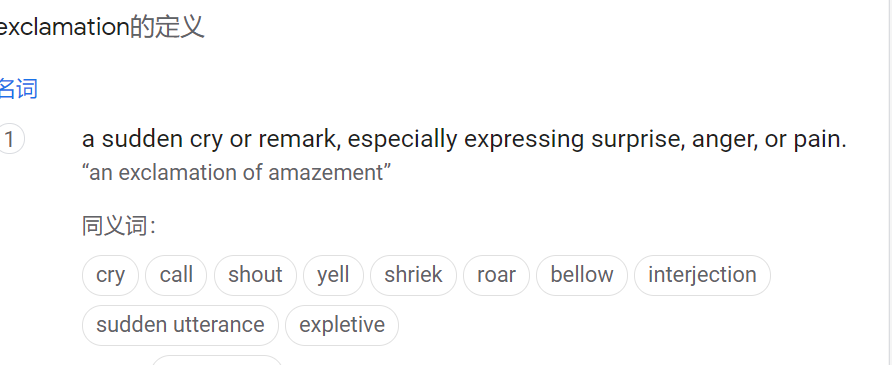 exclamation的定义
名词
1
a sudden cry or remark, especially expressing surprise, anger, or pain.
“an exclamation of amazement”
同义词：
cry call shout yell shriek roar bellow interjection
sudden utterance expletive